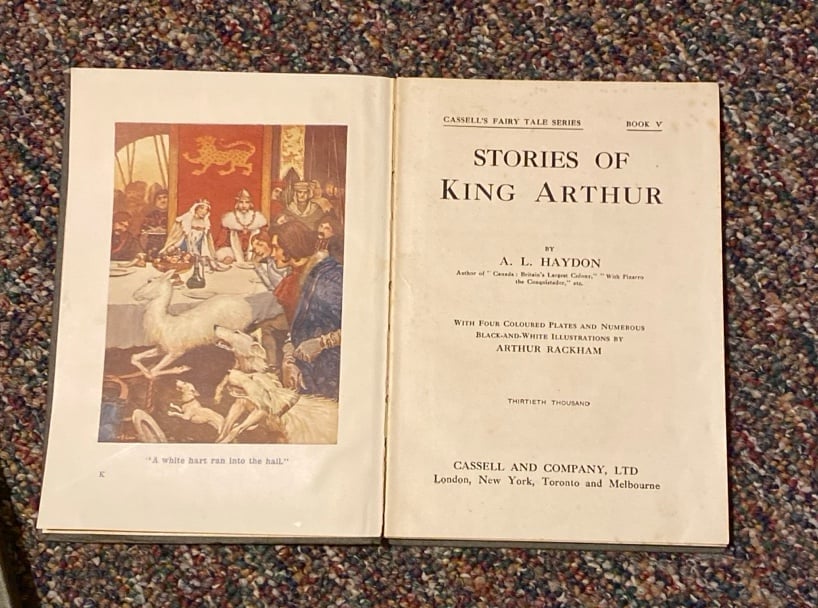 "A white hart ran into the hall."
K
CASSELL'S FAIRY TALE SERIES BOOK V
STORIES OF
KING ARTHUR
BY
A. L. HAYDON
Author of "Canada: Britain's Largest Colony," "With Pizarro
the Conquistador," etc.
WITH FOUR COLOURED PLATES AND NUMEROUS
BLACK-AND-WHITE ILLUSTRATIONS BY
ARTHUR RACKHAM
THIRTIETH THOUSAND
CASSELL AND COMPANY, LTD
London, New York, Toronto and Melbourne